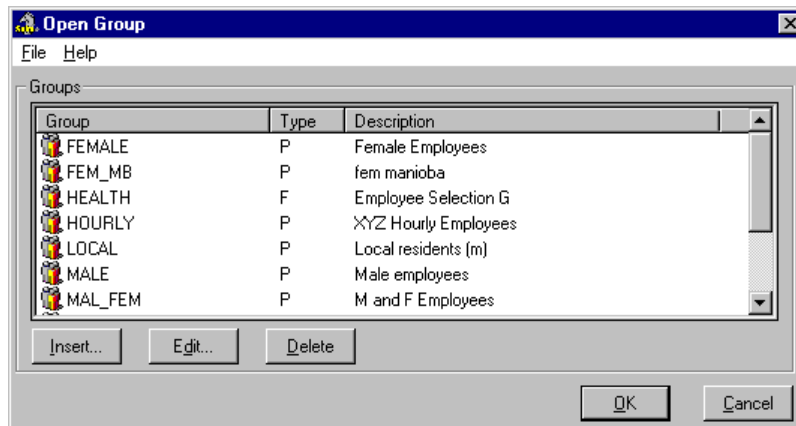 Open Group
File Help
Groups
Group Type Description
FEMALE P Female Employees
FEM_MB P fem manioba
HEALTH F Employee Selection G
HOURLY P XYZ Hourly Employees
LOCAL P Local residents (m)
MALE P Male employees
MAL_FEM P M and F Employees
Insert... Edit... Delete
OK Cancel